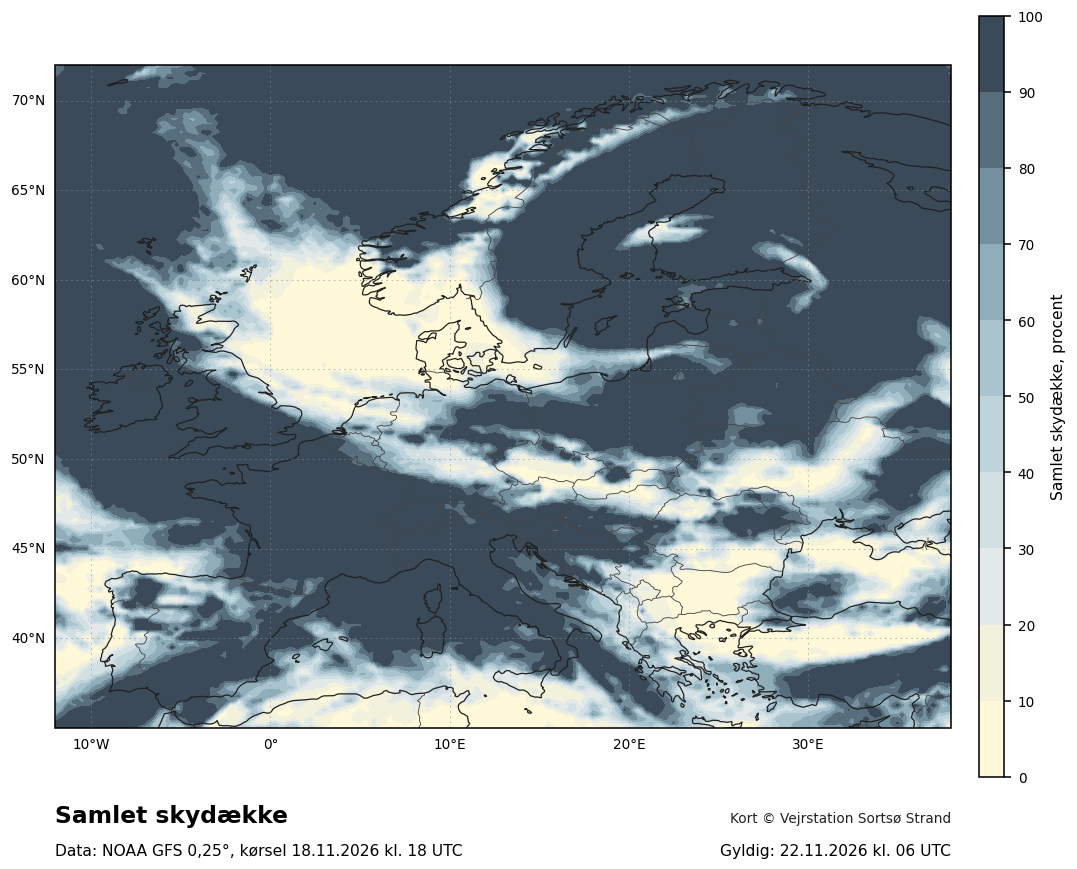 70°N
65°N
60°N
55°N
50°N
45°N
40°N
10°W
0°
10°E
20°E
30°E
100
90
80
70
60
50
40
30
20
10
0
Samlet skydække, procent
Samlet skydække
Kort © Vejrstation Sortsø Strand
Data: NOAA GFS 0,25°, kørsel 18.11.2026 kl. 18 UTC
Gyldig: 22.11.2026 kl. 06 UTC